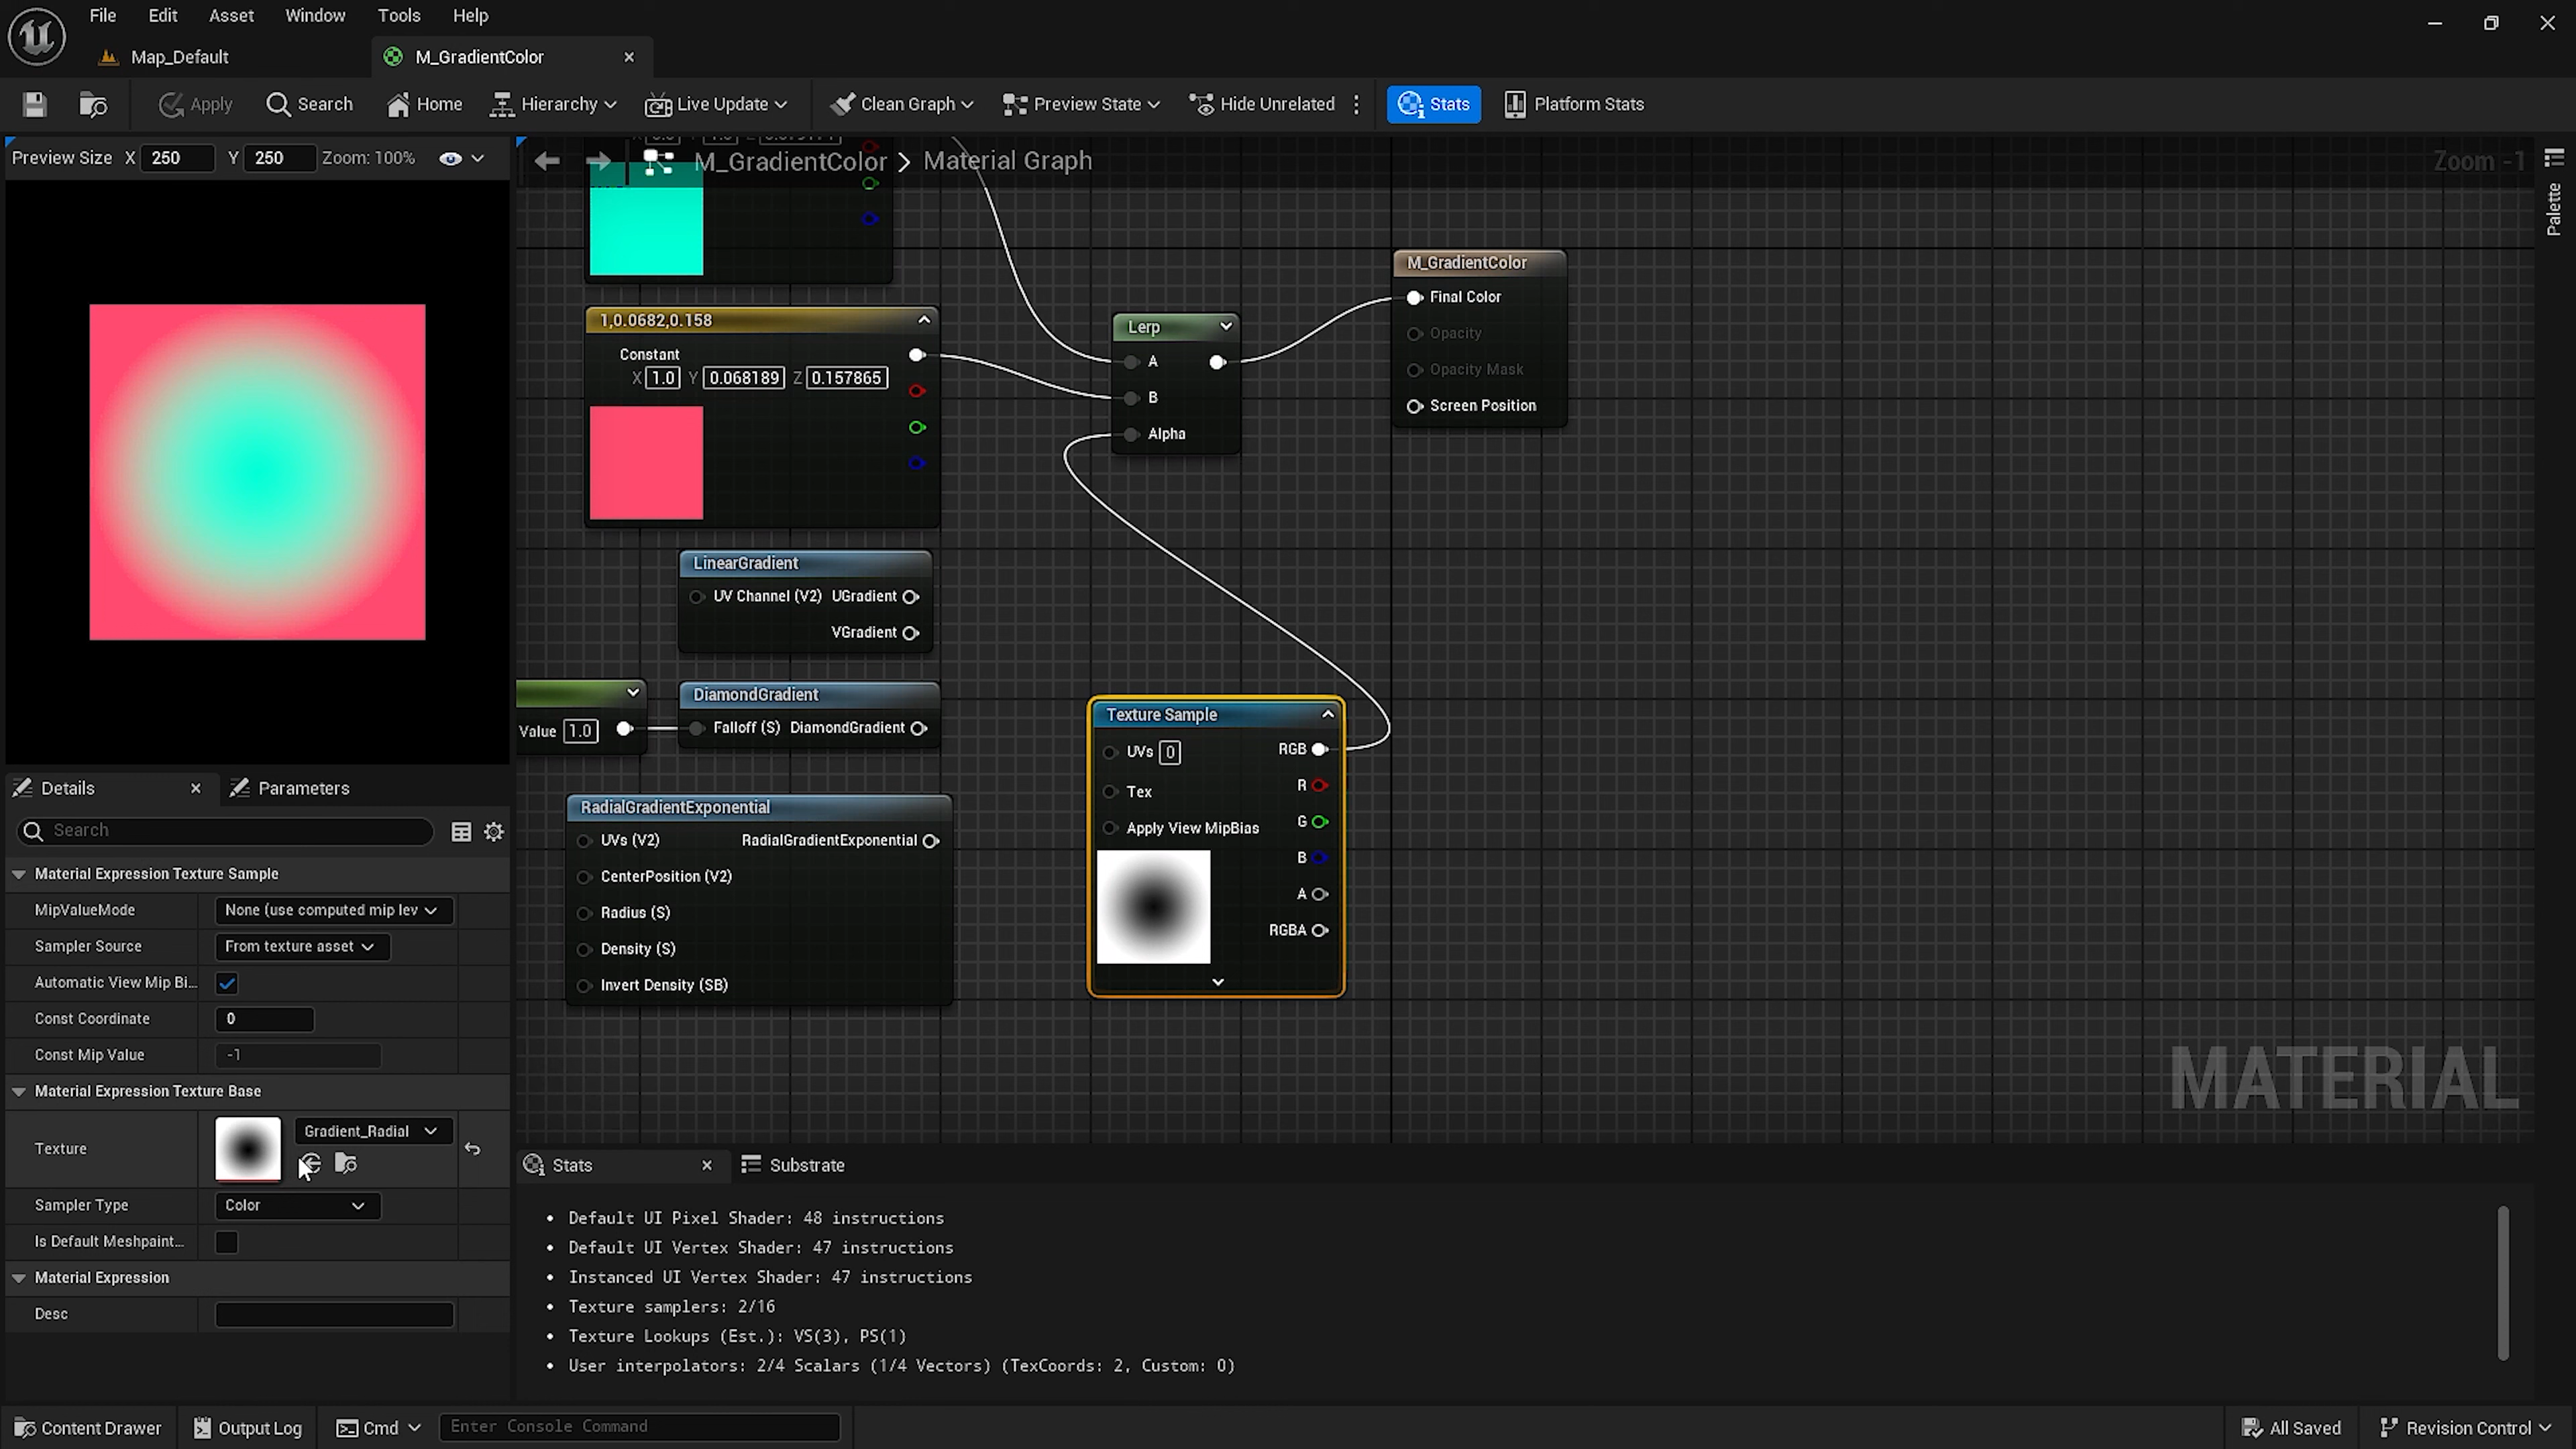 File Edit Asset Window Tools Help
Map_Default M_GradientColor
Apply Search Home Hierarchy Live Update Clean Graph Preview State Hide Unrelated Stats Platform Stats
Preview Size X 250 Y 250 Zoom: 100%
M_GradientColor > Material Graph
Zoom -1
Palette
1,0.0682,0.158
Constant
X 1.0 Y 0.068189 Z 0.157865
Lerp
A
B
Alpha
M_GradientColor
Final Color
Opacity
Opacity Mask
Screen Position
LinearGradient
UV Channel (V2) UGradient
VGradient
Value 1.0
DiamondGradient
Falloff (S) DiamondGradient
RadialGradientExponential
UVs (V2) RadialGradientExponential
CenterPosition (V2)
Radius (S)
Density (S)
Invert Density (SB)
Texture Sample
UVs 0 RGB
R
Tex
G
Apply View MipBias
B
A
RGBA
MATERIAL
Details Parameters
Search
Material Expression Texture Sample
MipValueMode None (use computed mip lev
Sampler Source From texture asset
Automatic View Mip Bi...
Const Coordinate 0
Const Mip Value -1
Material Expression Texture Base
Texture Gradient_Radial
Sampler Type Color
Is Default Meshpaint...
Material Expression
Desc
Stats Substrate
• Default UI Pixel Shader: 48 instructions
• Default UI Vertex Shader: 47 instructions
• Instanced UI Vertex Shader: 47 instructions
• Texture samplers: 2/16
• Texture Lookups (Est.): VS(3), PS(1)
• User interpolators: 2/4 Scalars (1/4 Vectors) (TexCoords: 2, Custom: 0)
Content Drawer Output Log Cmd Enter Console Command All Saved Revision Control